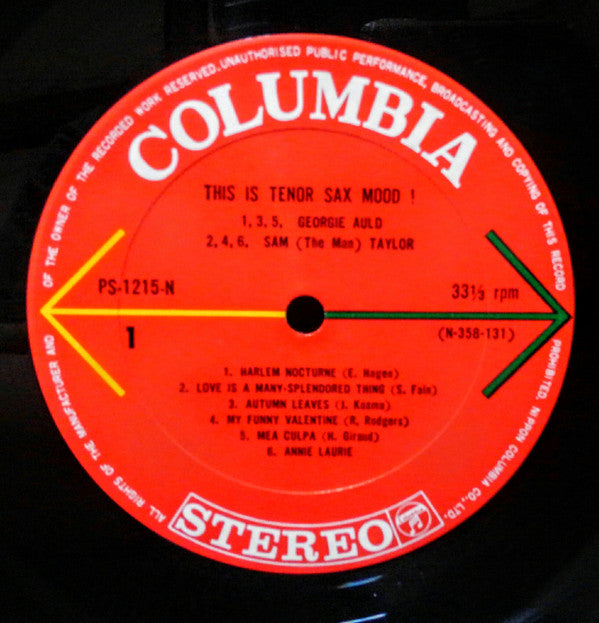 ALL RIGHTS OF THE MANUFACTURER AND OF THE OWNER OF THE RECORDED WORK RESERVED. UNAUTHORISED PUBLIC PERFORMANCE, BROADCASTING AND COPYING OF THIS RECORD PROHIBITED. NIPPON COLUMBIA CO., LTD.
COLUMBIA
THIS IS TENOR SAX MOOD !
1, 3, 5, GEORGIE AULD
2, 4, 6, SAM (The Man) TAYLOR
PS-1215-N
33⅓ rpm
1
(N-358-131)
1. HARLEM NOCTURNE (E. Hagen)
2. LOVE IS A MANY-SPLENDORED THING (S. Fain)
3. AUTUMN LEAVES (J. Kosma)
4. MY FUNNY VALENTINE (R. Rodgers)
5. MEA CULPA (H. Giraud)
6. ANNIE LAURIE
STEREO